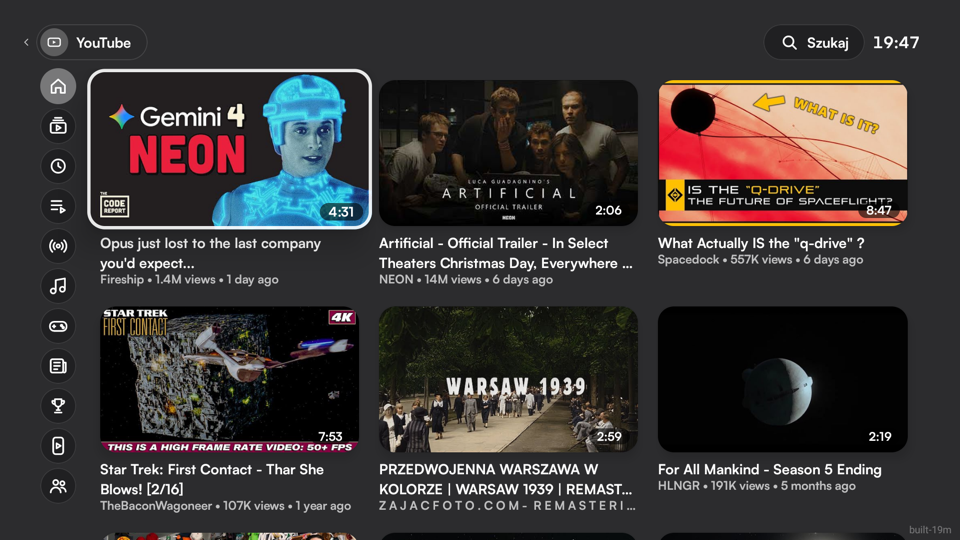 YouTube
Szukaj
19:47
Gemini 4
NEON
THE
CODE
REPORT
4:31
Opus just lost to the last company
you'd expect...
Fireship • 1.4M views • 1 day ago
LUCA GUADAGNINO'S
ARTIFICIAL
OFFICIAL TRAILER
NEON
2:06
Artificial - Official Trailer - In Select
Theaters Christmas Day, Everywhere ...
NEON • 14M views • 6 days ago
WHAT IS IT?
IS THE "Q-DRIVE"
THE FUTURE OF SPACEFLIGHT?
8:47
What Actually IS the "q-drive" ?
Spacedock • 557K views • 6 days ago
STAR TREK
FIRST CONTACT
4K
7:53
THIS IS A HIGH FRAME RATE VIDEO: 50+ FPS
Star Trek: First Contact - Thar She
Blows! [2/16]
TheBaconWagoneer • 107K views • 1 year ago
WARSAW 1939
2:59
PRZEDWOJENNA WARSZAWA W
KOLORZE | WARSAW 1939 | REMAST...
ZAJACFOTO.COM- REMASTERI...
2:19
For All Mankind - Season 5 Ending
HLNGR • 191K views • 5 months ago
built-19m